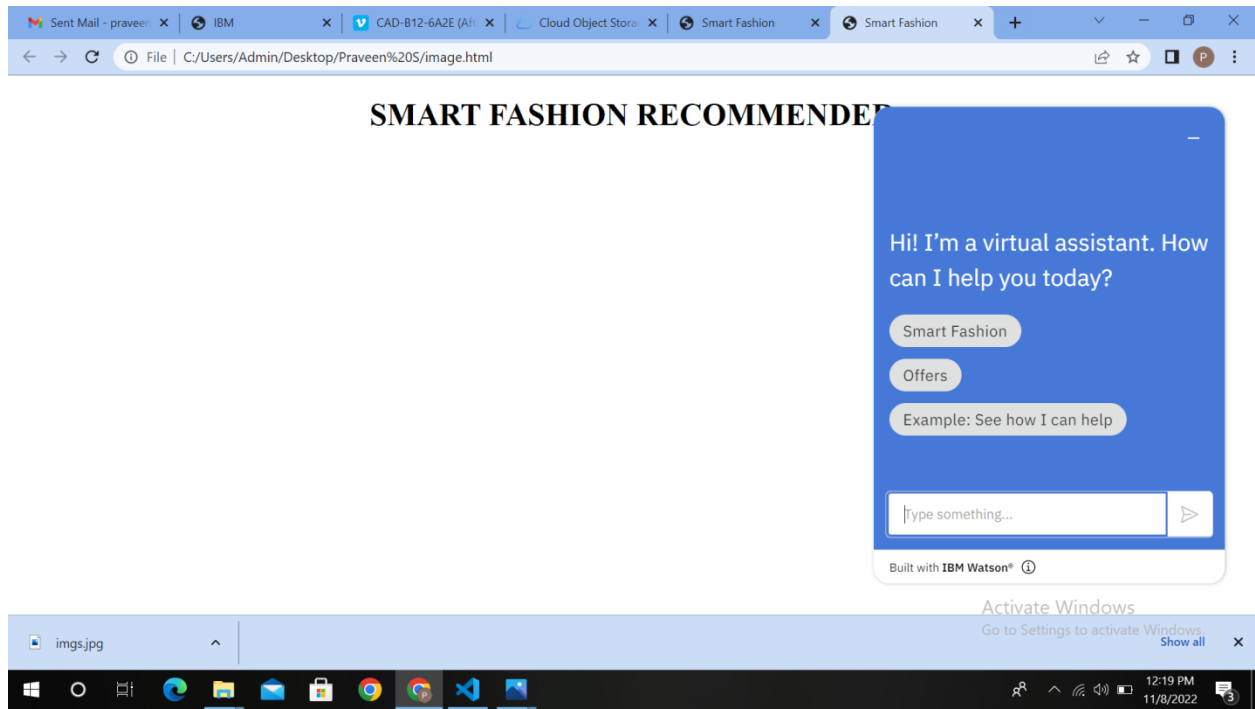 Sent Mail - praveen
IBM
CAD-B12-6A2E (Aft
Cloud Object Storag
Smart Fashion
Smart Fashion
File | C:/Users/Admin/Desktop/Praveen%20S/image.html
P
SMART FASHION RECOMMENDER
Hi! I’m a virtual assistant. How
can I help you today?
Smart Fashion
Offers
Example: See how I can help
Type something...
Built with IBM Watson®
Activate Windows
Go to Settings to activate Windows.
imgs.jpg
Show all
12:19 PM
11/8/2022
3